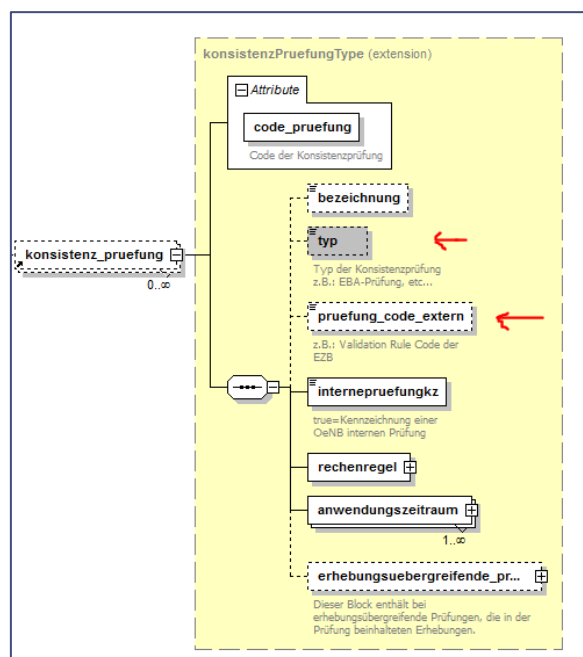 konsistenzPruefungType (extension)
Attribute
code_pruefung
Code der Konsistenzprüfung
bezeichnung
typ
Typ der Konsistenzprüfung
z.B.: EBA-Prüfung, etc...
konsistenz_pruefung
0..∞
pruefung_code_extern
z.B.: Validation Rule Code der
EZB
internepruefungkz
true=Kennzeichnung einer
OeNB internen Prüfung
rechenregel
anwendungszeitraum
1..∞
erhebungsuebergreifende_pr...
Dieser Block enthält bei
erhebungsübergreifende Prüfungen, die in der
Prüfung beinhalteten Erhebungen.